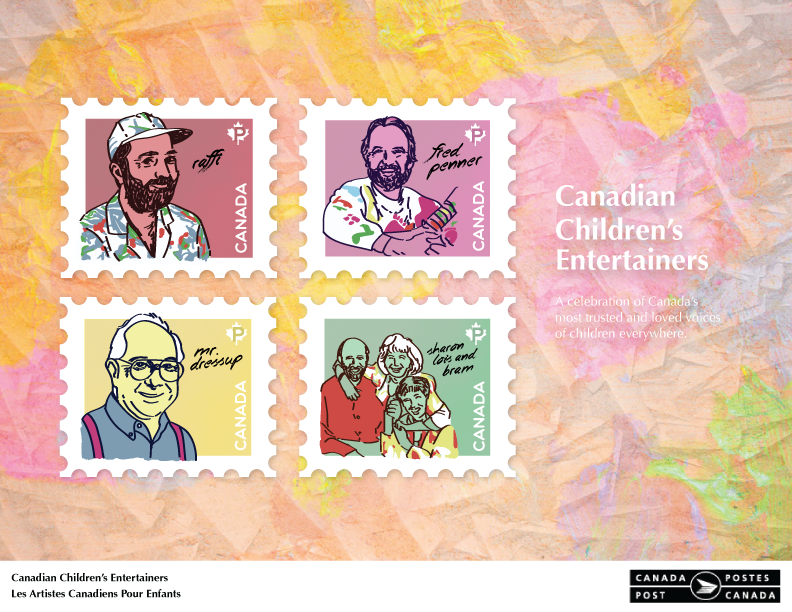 raffi
P
CANADA
fred
penner
P
CANADA
Canadian
Children's
Entertainers
A celebration of Canada's
most trusted and loved voices
of children everywhere.
mr.
dressup
P
CANADA
sharon
lois and
bram
P
CANADA
Canadian Children's Entertainers
Les Artistes Canadiens Pour Enfants
CANADA POSTES
POST CANADA